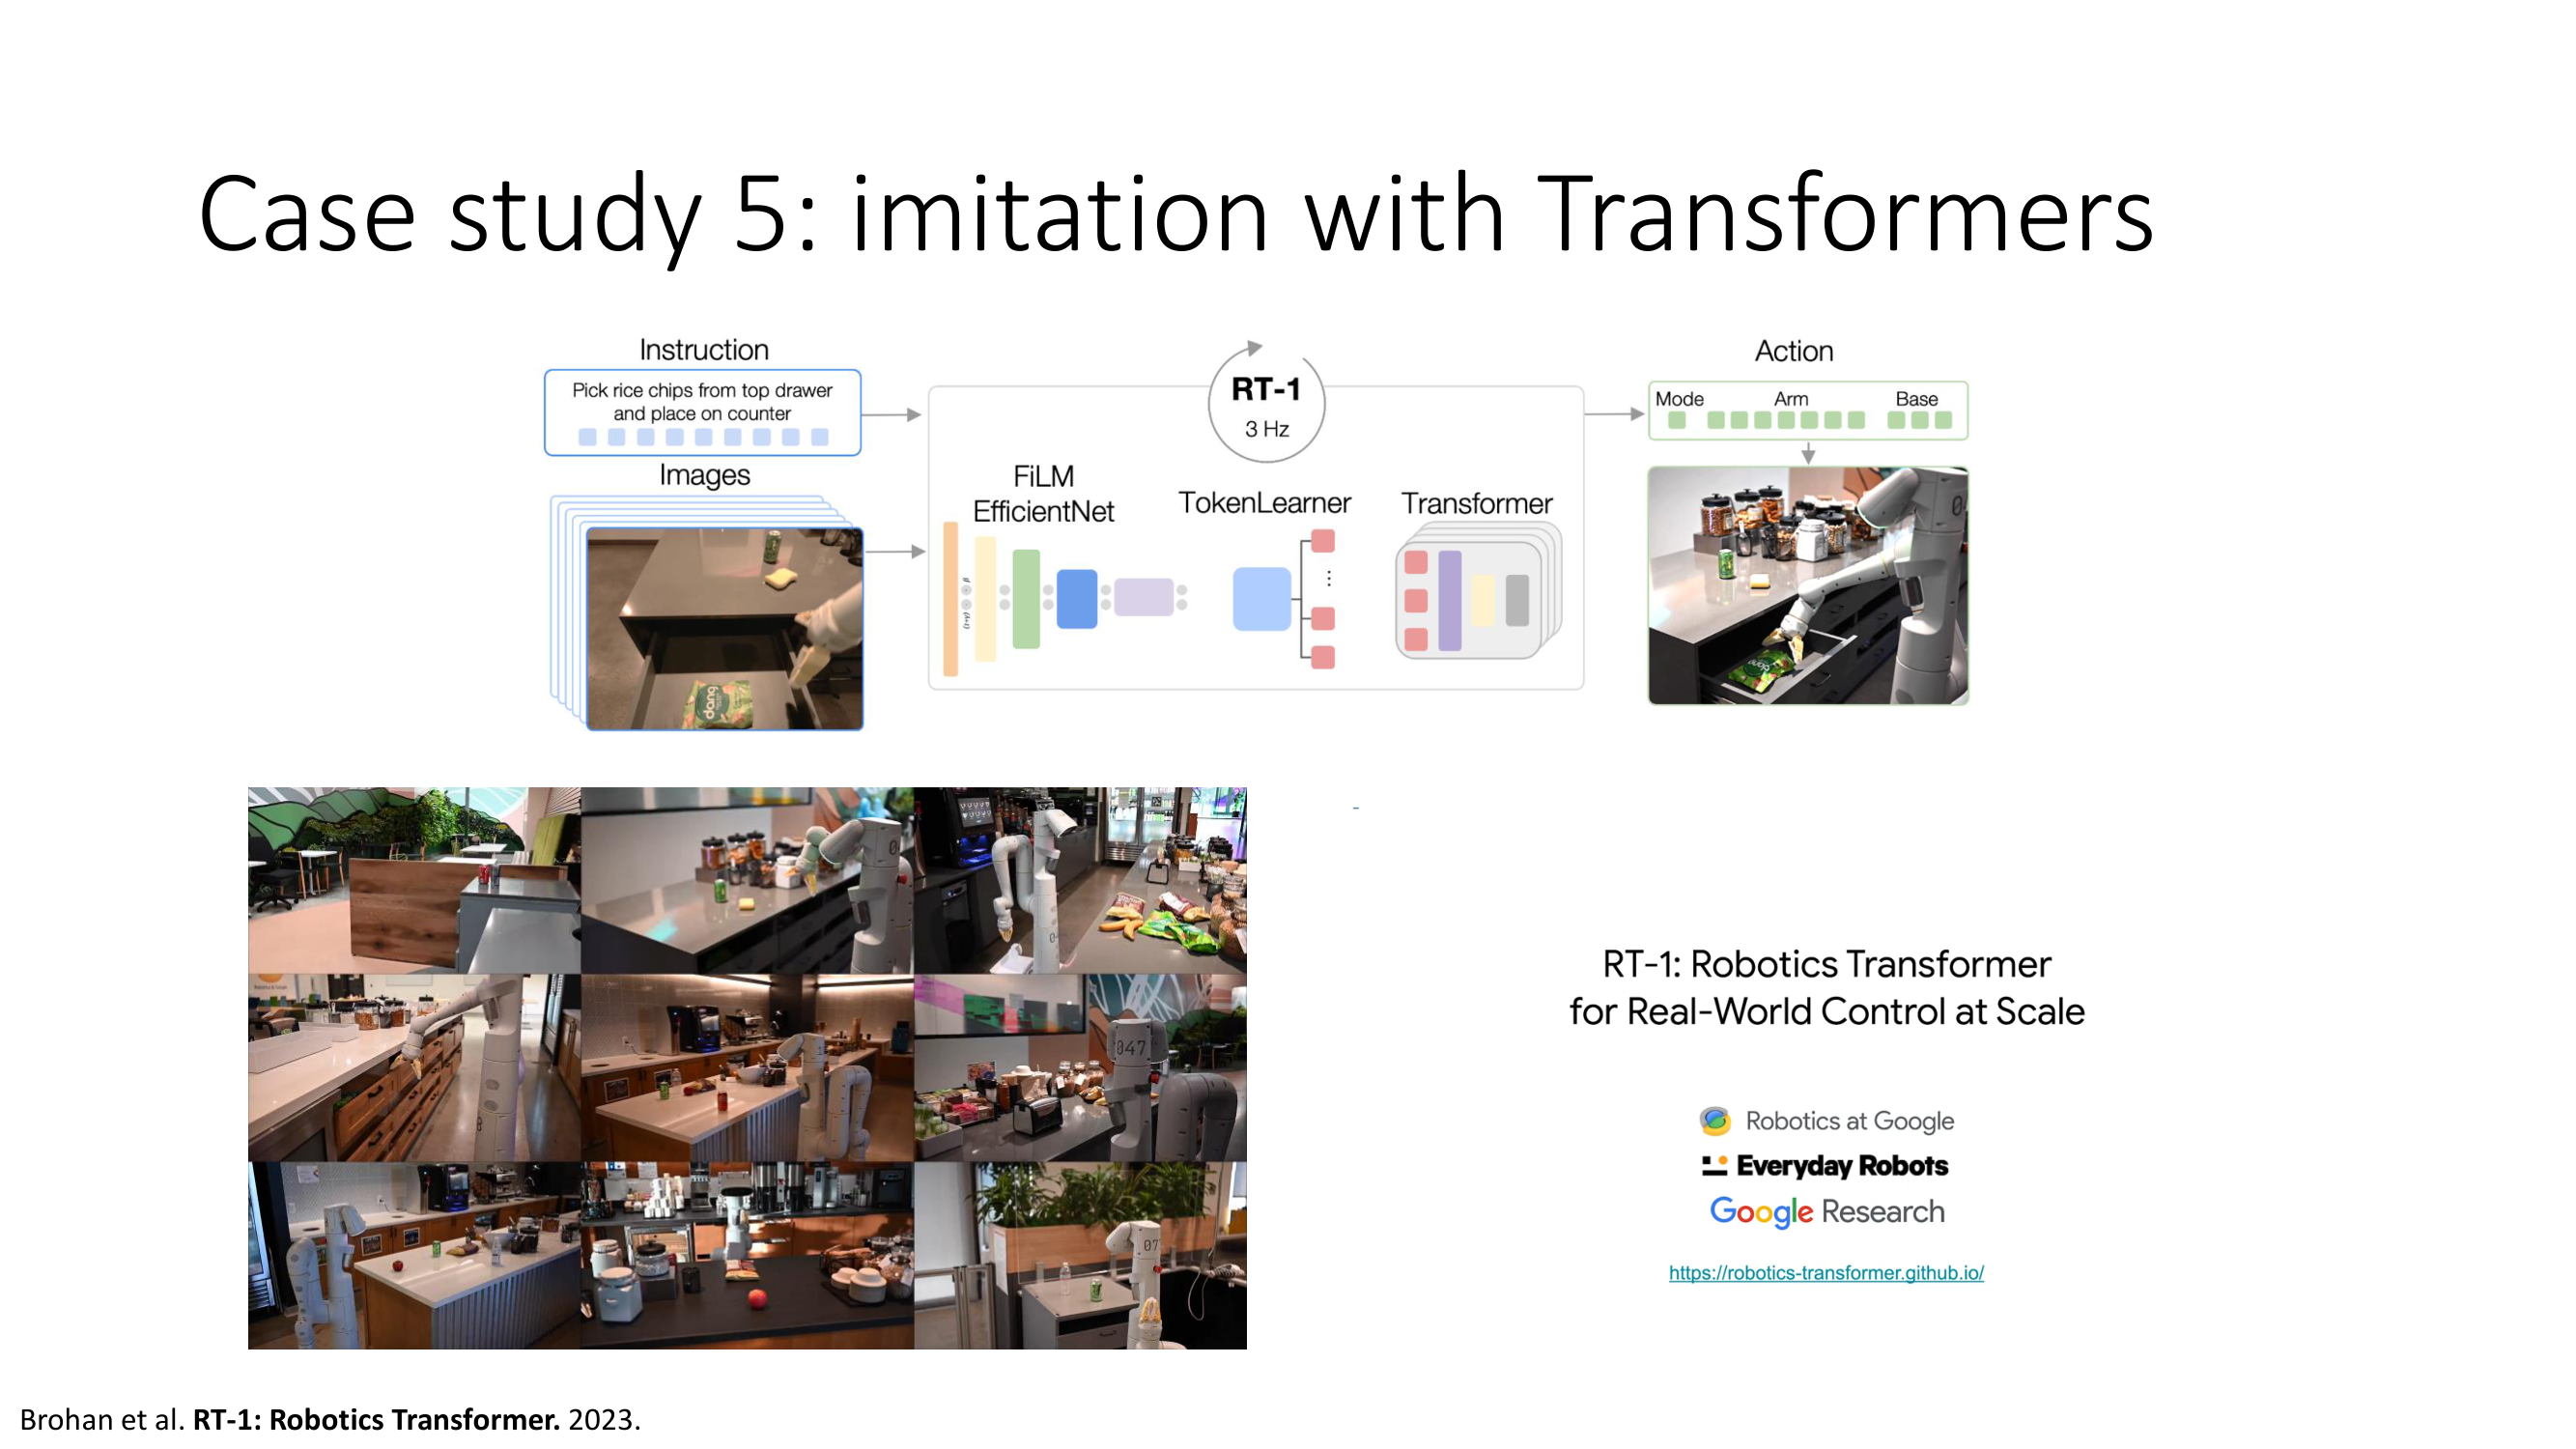 Case study 5: imitation with Transformers
Instruction
Pick rice chips from top drawer
and place on counter
Images
RT-1
3 Hz
FiLM
EfficientNet
TokenLearner
Transformer
Action
Mode
Arm
Base
dang
047
RT-1: Robotics Transformer
for Real-World Control at Scale
Robotics at Google
Everyday Robots
Google Research
https://robotics-transformer.github.io/
Brohan et al. RT-1: Robotics Transformer. 2023.